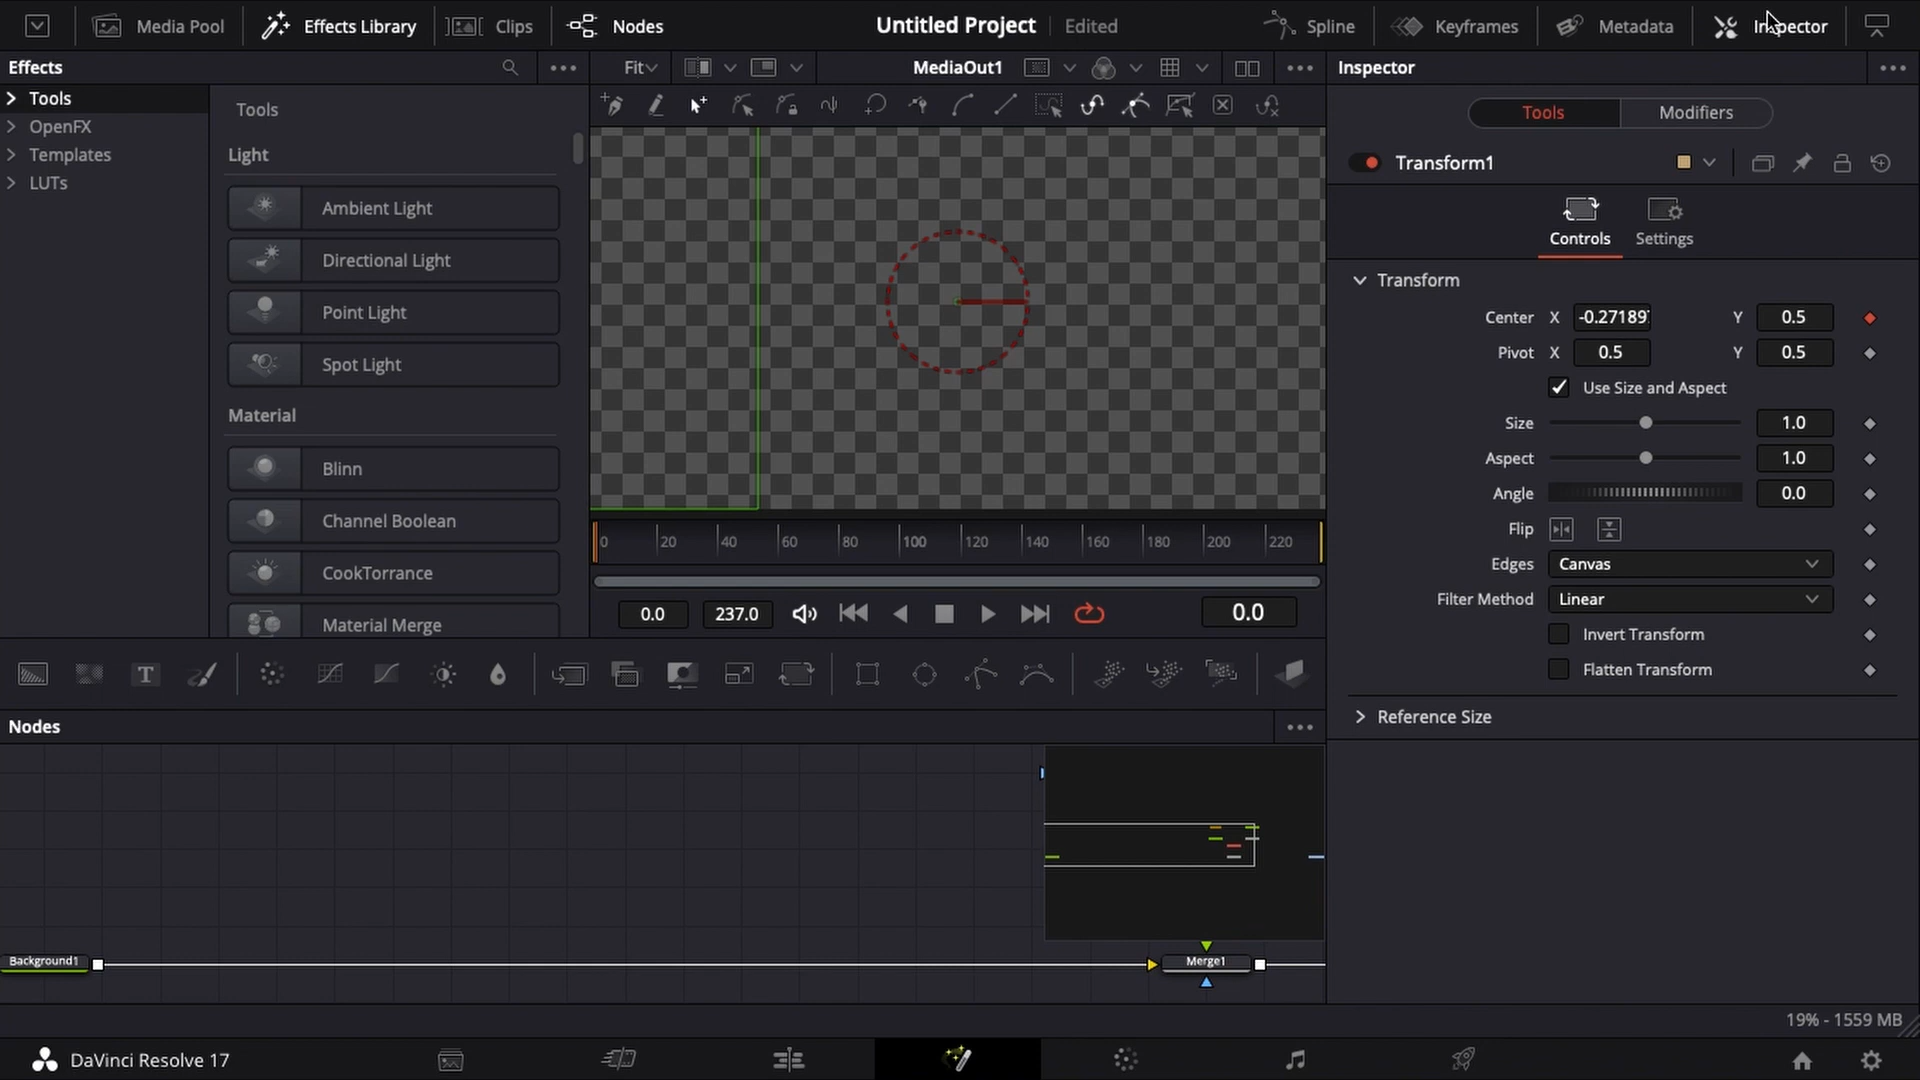 Media Pool Effects Library Clips Nodes Untitled Project Edited Spline Keyframes Metadata Inspector
Effects
Fit MediaOut1
Inspector
Tools
OpenFX
Templates
LUTs
Tools
Light
Ambient Light
Directional Light
Point Light
Spot Light
Material
Blinn
Channel Boolean
CookTorrance
Material Merge
0 20 40 60 80 100 120 140 160 180 200 220
0.0 237.0 0.0
Tools Modifiers
Transform1
Controls Settings
Transform
Center X -0.27189 Y 0.5
Pivot X 0.5 Y 0.5
Use Size and Aspect
Size 1.0
Aspect 1.0
Angle 0.0
Flip
Edges Canvas
Filter Method Linear
Invert Transform
Flatten Transform
Reference Size
T
Nodes
Background1 Merge1
19% - 1559 MB
DaVinci Resolve 17